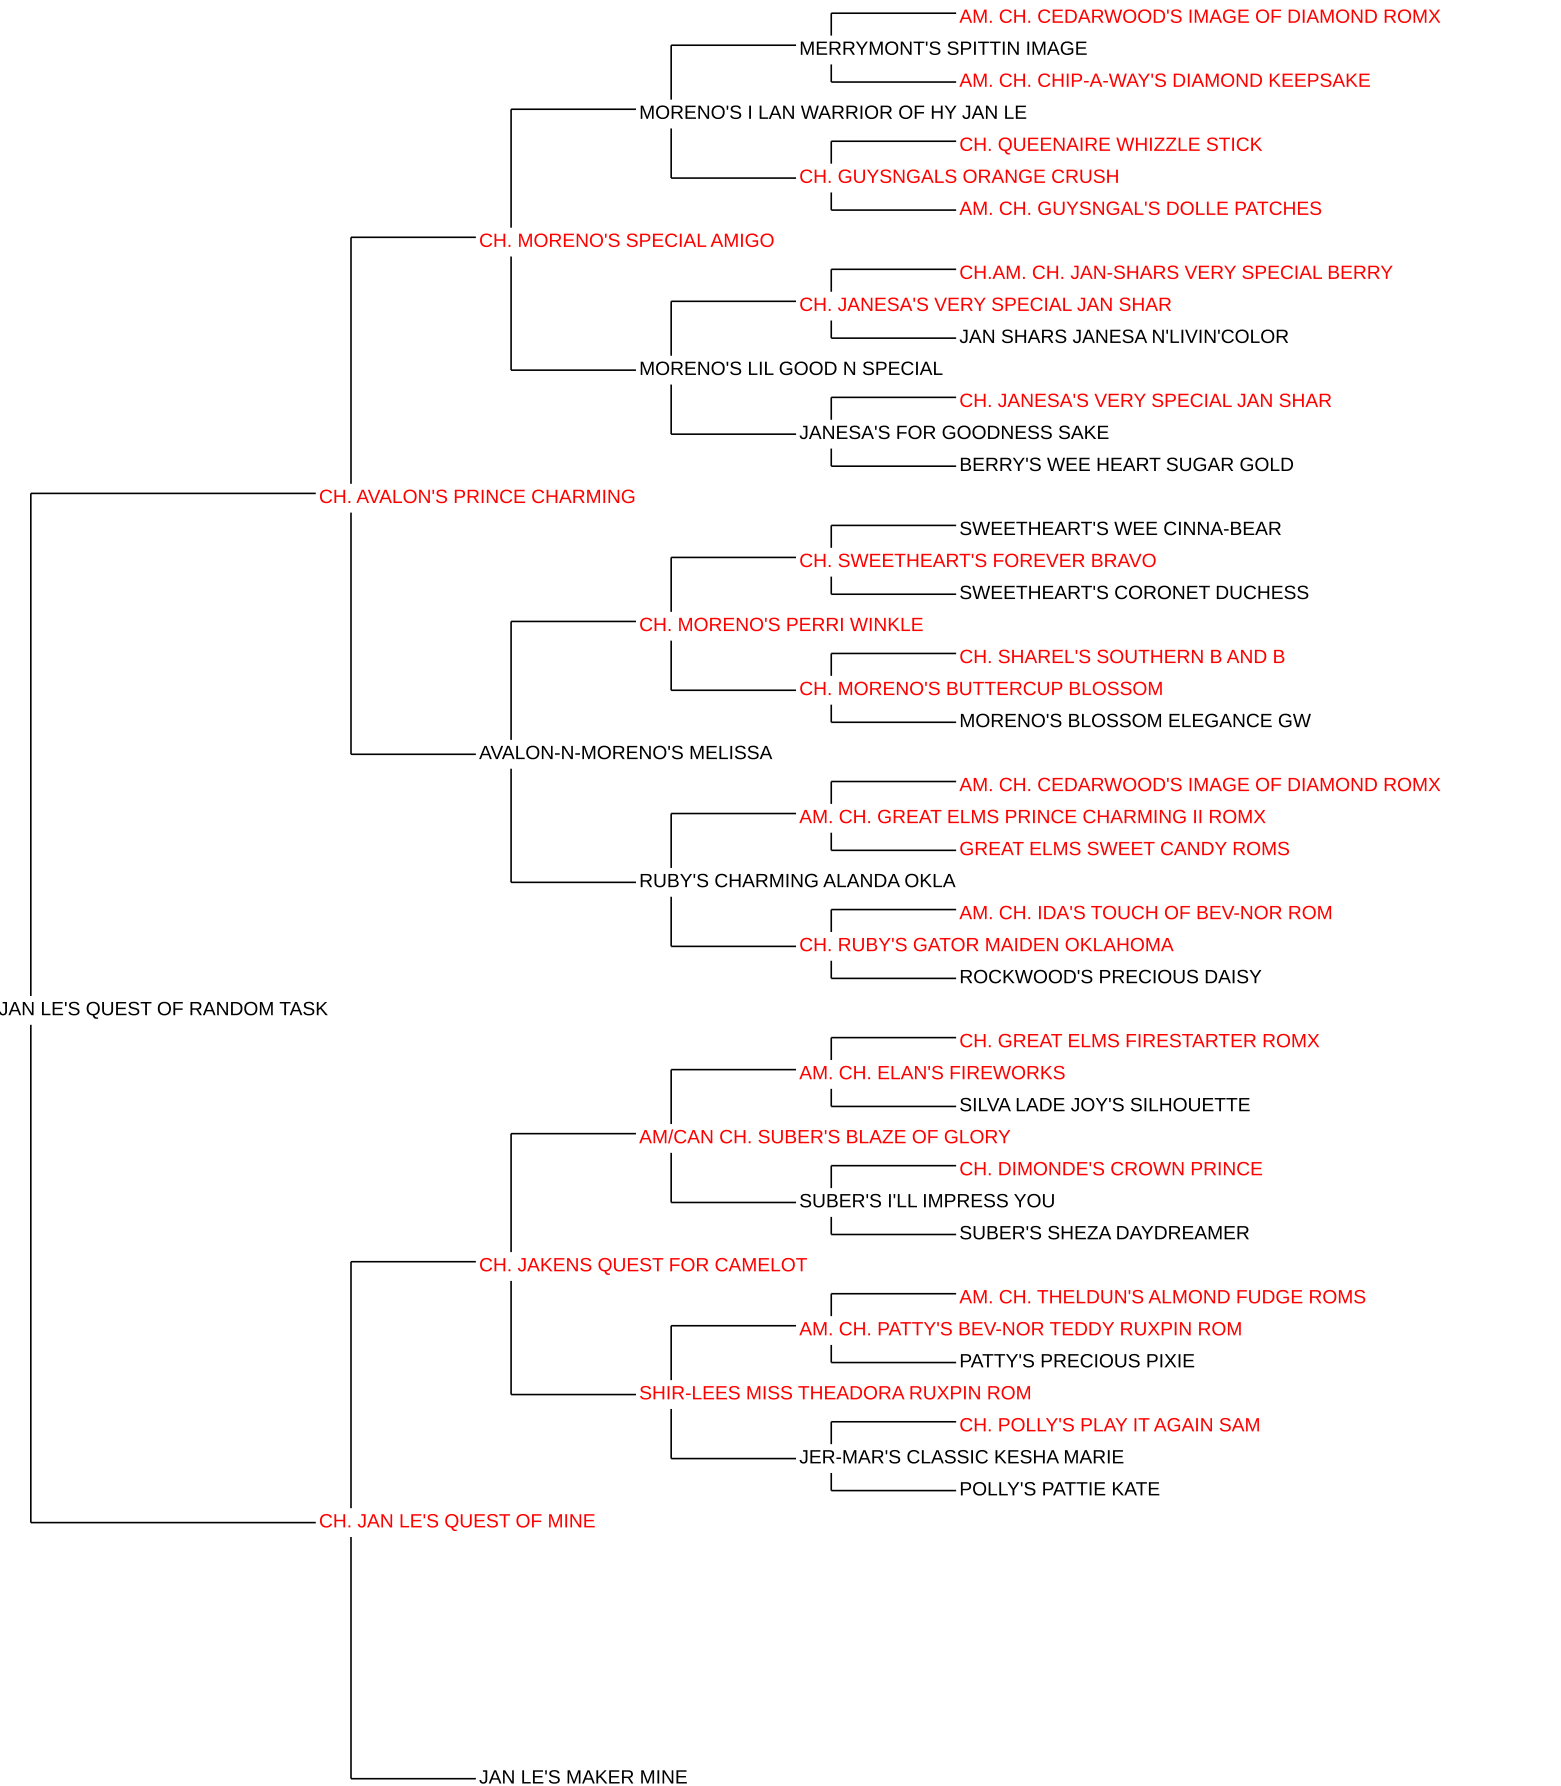 AM. CH. CEDARWOOD'S IMAGE OF DIAMOND ROMX
MERRYMONT'S SPITTIN IMAGE
AM. CH. CHIP-A-WAY'S DIAMOND KEEPSAKE
MORENO'S I LAN WARRIOR OF HY JAN LE
CH. QUEENAIRE WHIZZLE STICK
CH. GUYSNGALS ORANGE CRUSH
AM. CH. GUYSNGAL'S DOLLE PATCHES
CH. MORENO'S SPECIAL AMIGO
CH.AM. CH. JAN-SHARS VERY SPECIAL BERRY
CH. JANESA'S VERY SPECIAL JAN SHAR
JAN SHARS JANESA N'LIVIN'COLOR
MORENO'S LIL GOOD N SPECIAL
CH. JANESA'S VERY SPECIAL JAN SHAR
JANESA'S FOR GOODNESS SAKE
BERRY'S WEE HEART SUGAR GOLD
CH. AVALON'S PRINCE CHARMING
SWEETHEART'S WEE CINNA-BEAR
CH. SWEETHEART'S FOREVER BRAVO
SWEETHEART'S CORONET DUCHESS
CH. MORENO'S PERRI WINKLE
CH. SHAREL'S SOUTHERN B AND B
CH. MORENO'S BUTTERCUP BLOSSOM
MORENO'S BLOSSOM ELEGANCE GW
AVALON-N-MORENO'S MELISSA
AM. CH. CEDARWOOD'S IMAGE OF DIAMOND ROMX
AM. CH. GREAT ELMS PRINCE CHARMING II ROMX
GREAT ELMS SWEET CANDY ROMS
RUBY'S CHARMING ALANDA OKLA
AM. CH. IDA'S TOUCH OF BEV-NOR ROM
CH. RUBY'S GATOR MAIDEN OKLAHOMA
ROCKWOOD'S PRECIOUS DAISY
JAN LE'S QUEST OF RANDOM TASK
CH. GREAT ELMS FIRESTARTER ROMX
AM. CH. ELAN'S FIREWORKS
SILVA LADE JOY'S SILHOUETTE
AM/CAN CH. SUBER'S BLAZE OF GLORY
CH. DIMONDE'S CROWN PRINCE
SUBER'S I'LL IMPRESS YOU
SUBER'S SHEZA DAYDREAMER
CH. JAKENS QUEST FOR CAMELOT
AM. CH. THELDUN'S ALMOND FUDGE ROMS
AM. CH. PATTY'S BEV-NOR TEDDY RUXPIN ROM
PATTY'S PRECIOUS PIXIE
SHIR-LEES MISS THEADORA RUXPIN ROM
CH. POLLY'S PLAY IT AGAIN SAM
JER-MAR'S CLASSIC KESHA MARIE
POLLY'S PATTIE KATE
CH. JAN LE'S QUEST OF MINE
JAN LE'S MAKER MINE